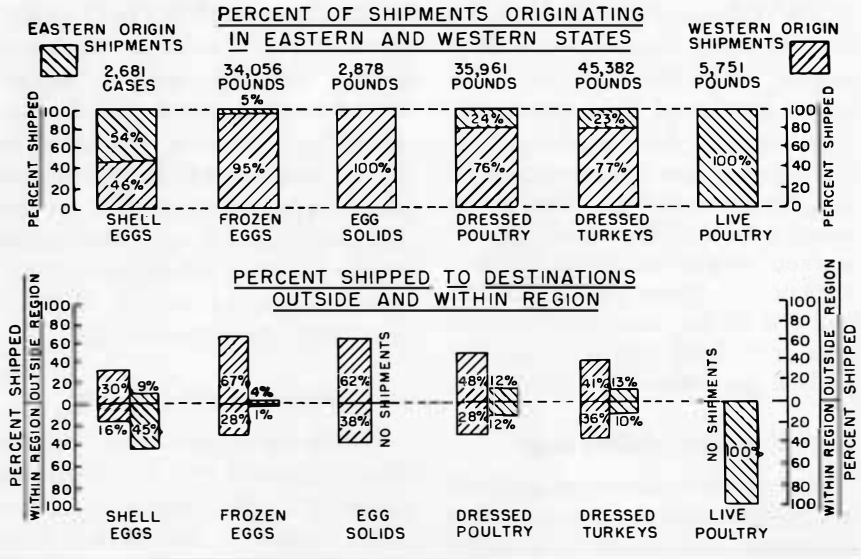 PERCENT OF SHIPMENTS ORIGINATING
IN EASTERN AND WESTERN STATES
EASTERN ORIGIN
SHIPMENTS
WESTERN ORIGIN
SHIPMENTS
2,681
CASES
34,056
POUNDS
2,878
POUNDS
35,961
POUNDS
45,382
POUNDS
5,751
POUNDS
PERCENT SHIPPED
100
80
60
40
20
0
54%
46%
5%
95%
100%
24%
76%
23%
77%
100%
100
80
60
40
20
0
PERCENT SHIPPED
SHELL
EGGS
FROZEN
EGGS
EGG
SOLIDS
DRESSED
POULTRY
DRESSED
TURKEYS
LIVE
POULTRY
PERCENT SHIPPED TO DESTINATIONS
OUTSIDE AND WITHIN REGION
PERCENT SHIPPED
WITHIN REGION OUTSIDE REGION
100
80
60
40
20
0
20
40
60
80
100
30%
9%
16%
45%
67%
4%
28%
1%
62%
38%
NO SHIPMENTS
48%
12%
28%
12%
41%
13%
36%
10%
NO SHIPMENTS
100%
100
80
60
40
20
0
20
40
60
80
100
WITHIN REGION OUTSIDE REGION
PERCENT SHIPPED
SHELL
EGGS
FROZEN
EGGS
EGG
SOLIDS
DRESSED
POULTRY
DRESSED
TURKEYS
LIVE
POULTRY